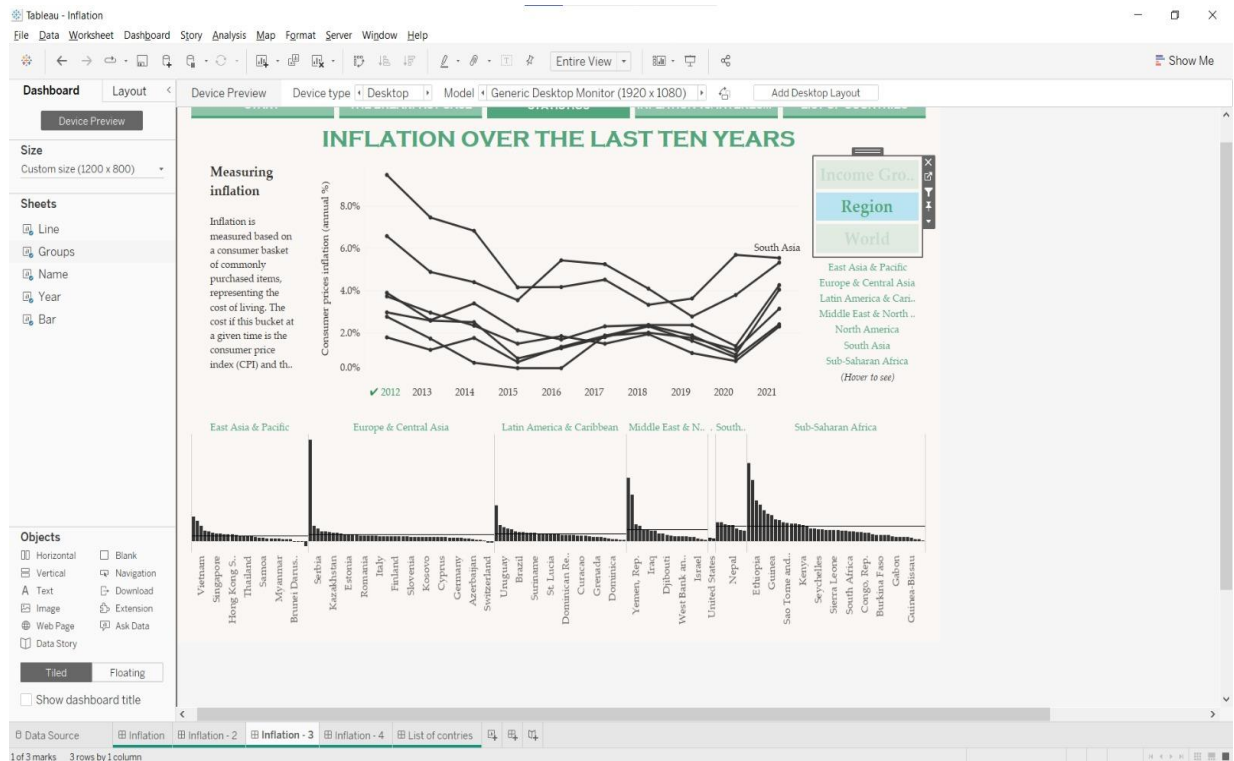 Tableau - Inflation
File Data Worksheet Dashboard Story Analysis Map Format Server Window Help
Entire View
Show Me
Dashboard Layout
Device Preview Device type Desktop Model Generic Desktop Monitor (1920 x 1080) Add Desktop Layout
Device Preview
Size
Custom size (1200 x 800)
Sheets
Line
Groups
Name
Year
Bar
Objects
Horizontal Blank
Vertical Navigation
Text Download
Image Extension
Web Page Ask Data
Data Story
Tiled Floating
Show dashboard title
INFLATION OVER THE LAST TEN YEARS
Measuring
inflation
Inflation is
measured based on
a consumer basket
of commonly
purchased items,
representing the
cost of living. The
cost if this bucket at
a given time is the
consumer price
index (CPI) and th..
Consumer prices inflation (annual %)
8.0%
6.0%
4.0%
2.0%
0.0%
South Asia
2012 2013 2014 2015 2016 2017 2018 2019 2020 2021
Income Gro..
Region
World
East Asia & Pacific
Europe & Central Asia
Latin America & Cari..
Middle East & North ..
North America
South Asia
Sub-Saharan Africa
(Hover to see)
East Asia & Pacific Europe & Central Asia Latin America & Caribbean Middle East & N.. . South.. Sub-Saharan Africa
Vietnam
Singapore
Hong Kong S..
Thailand
Samoa
Myanmar
Brunei Darus..
Serbia
Kazakhstan
Estonia
Romania
Italy
Finland
Slovenia
Kosovo
Cyprus
Germany
Azerbaijan
Switzerland
Uruguay
Brazil
Suriname
St. Lucia
Dominican Re..
Curacao
Grenada
Dominica
Yemen, Rep.
Iraq
Djibouti
West Bank an..
Israel
United States
Nepal
Ethiopia
Guinea
Sao Tome and..
Kenya
Seychelles
Sierra Leone
South Africa
Congo, Rep.
Burkina Faso
Gabon
Guinea-Bissau
Data Source Inflation Inflation - 2 Inflation - 3 Inflation - 4 List of contries
1 of 3 marks 3 rows by 1 column